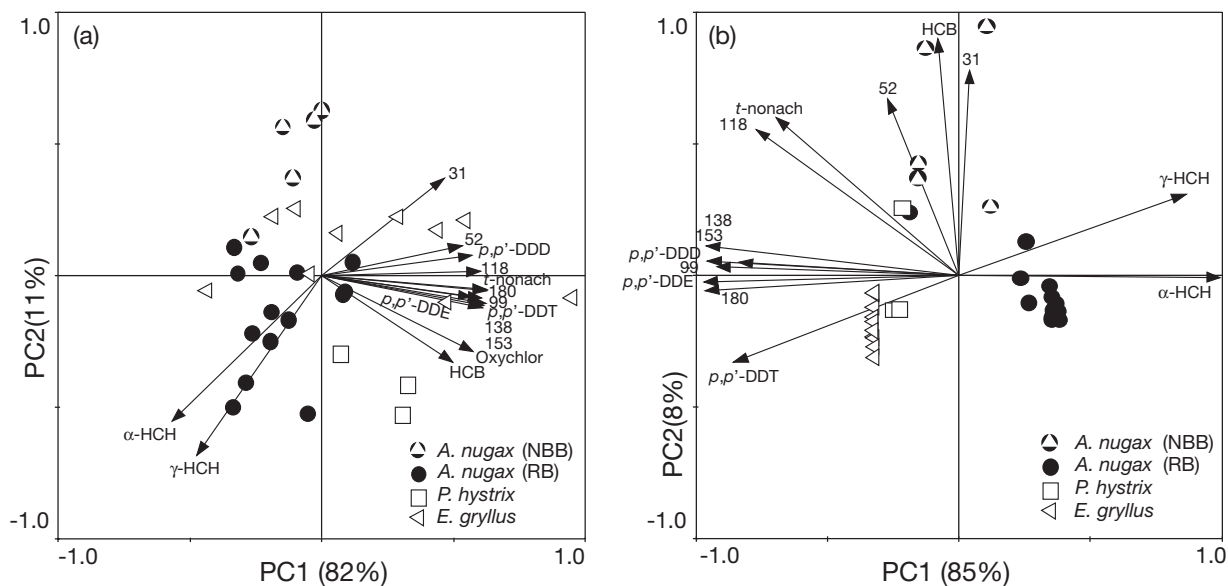 1.0
(a)
31
52
p,p’-DDD
118
t-nonach
180
p,p’-DDE
99
p,p’-DDT
138
153
Oxychlor
HCB
α-HCH
γ-HCH
A. nugax (NBB)
A. nugax (RB)
P. hystrix
E. gryllus
PC2(11%)
-1.0
-1.0
1.0
PC1 (82%)
1.0
(b)
HCB
31
52
t-nonach
118
γ-HCH
138
153
p,p’-DDD
99
p,p’-DDE
180
α-HCH
p,p’-DDT
A. nugax (NBB)
A. nugax (RB)
P. hystrix
E. gryllus
PC2(8%)
-1.0
-1.0
1.0
PC1 (85%)